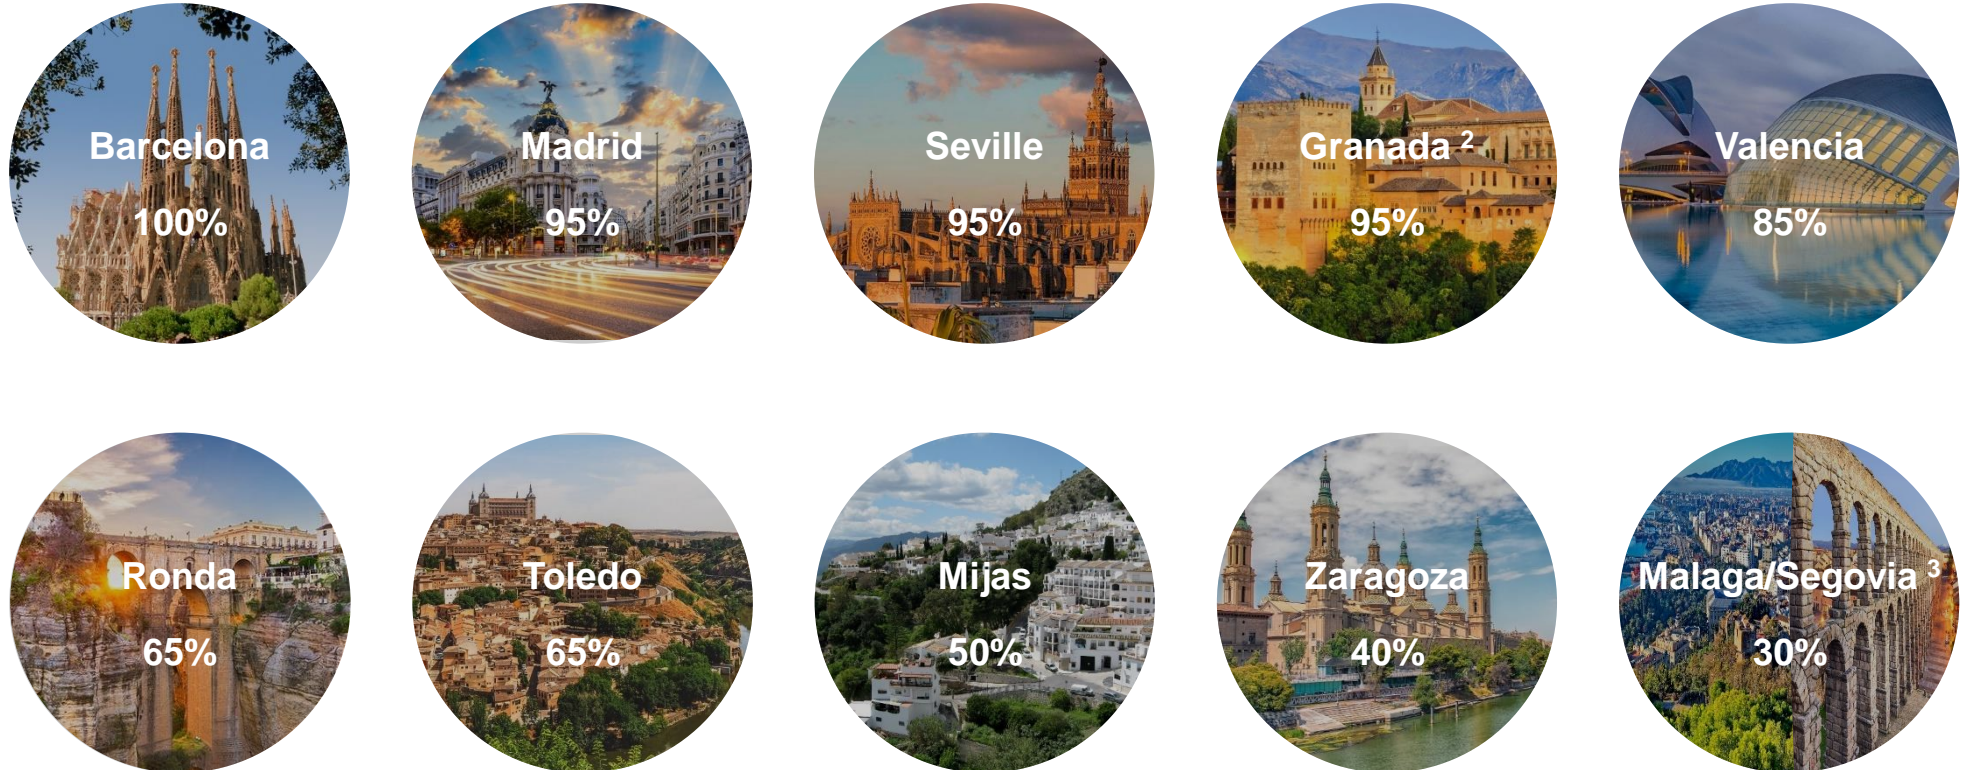 Barcelona
100%
Madrid
95%
Seville
95%
Granada 2
95%
Valencia
85%
Ronda
65%
Toledo
65%
Mijas
50%
Zaragoza
40%
Malaga/Segovia 3
30%